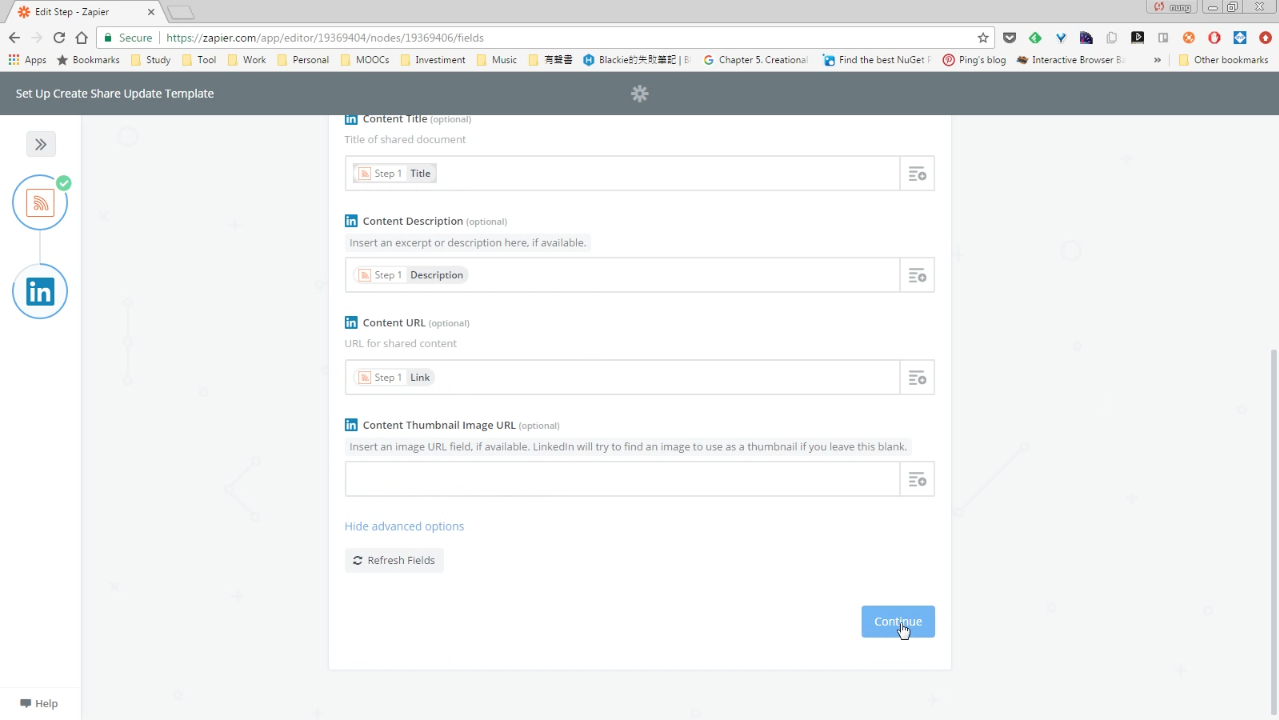 Edit Step - Zapier
nung
Secure https://zapier.com/app/editor/19369404/nodes/19369406/fields
Apps Bookmarks Study Tool Work Personal MOOCs Investment Music 有聲書 Blackie的失敗筆記 | B Chapter 5. Creational Find the best NuGet P Ping's blog Interactive Browser Ba » Other bookmarks
Set Up Create Share Update Template
Content Title (optional)
Title of shared document
Step 1 Title
Content Description (optional)
Insert an excerpt or description here, if available.
Step 1 Description
Content URL (optional)
URL for shared content
Step 1 Link
Content Thumbnail Image URL (optional)
Insert an image URL field, if available. LinkedIn will try to find an image to use as a thumbnail if you leave this blank.
Hide advanced options
Refresh Fields
Continue
Help